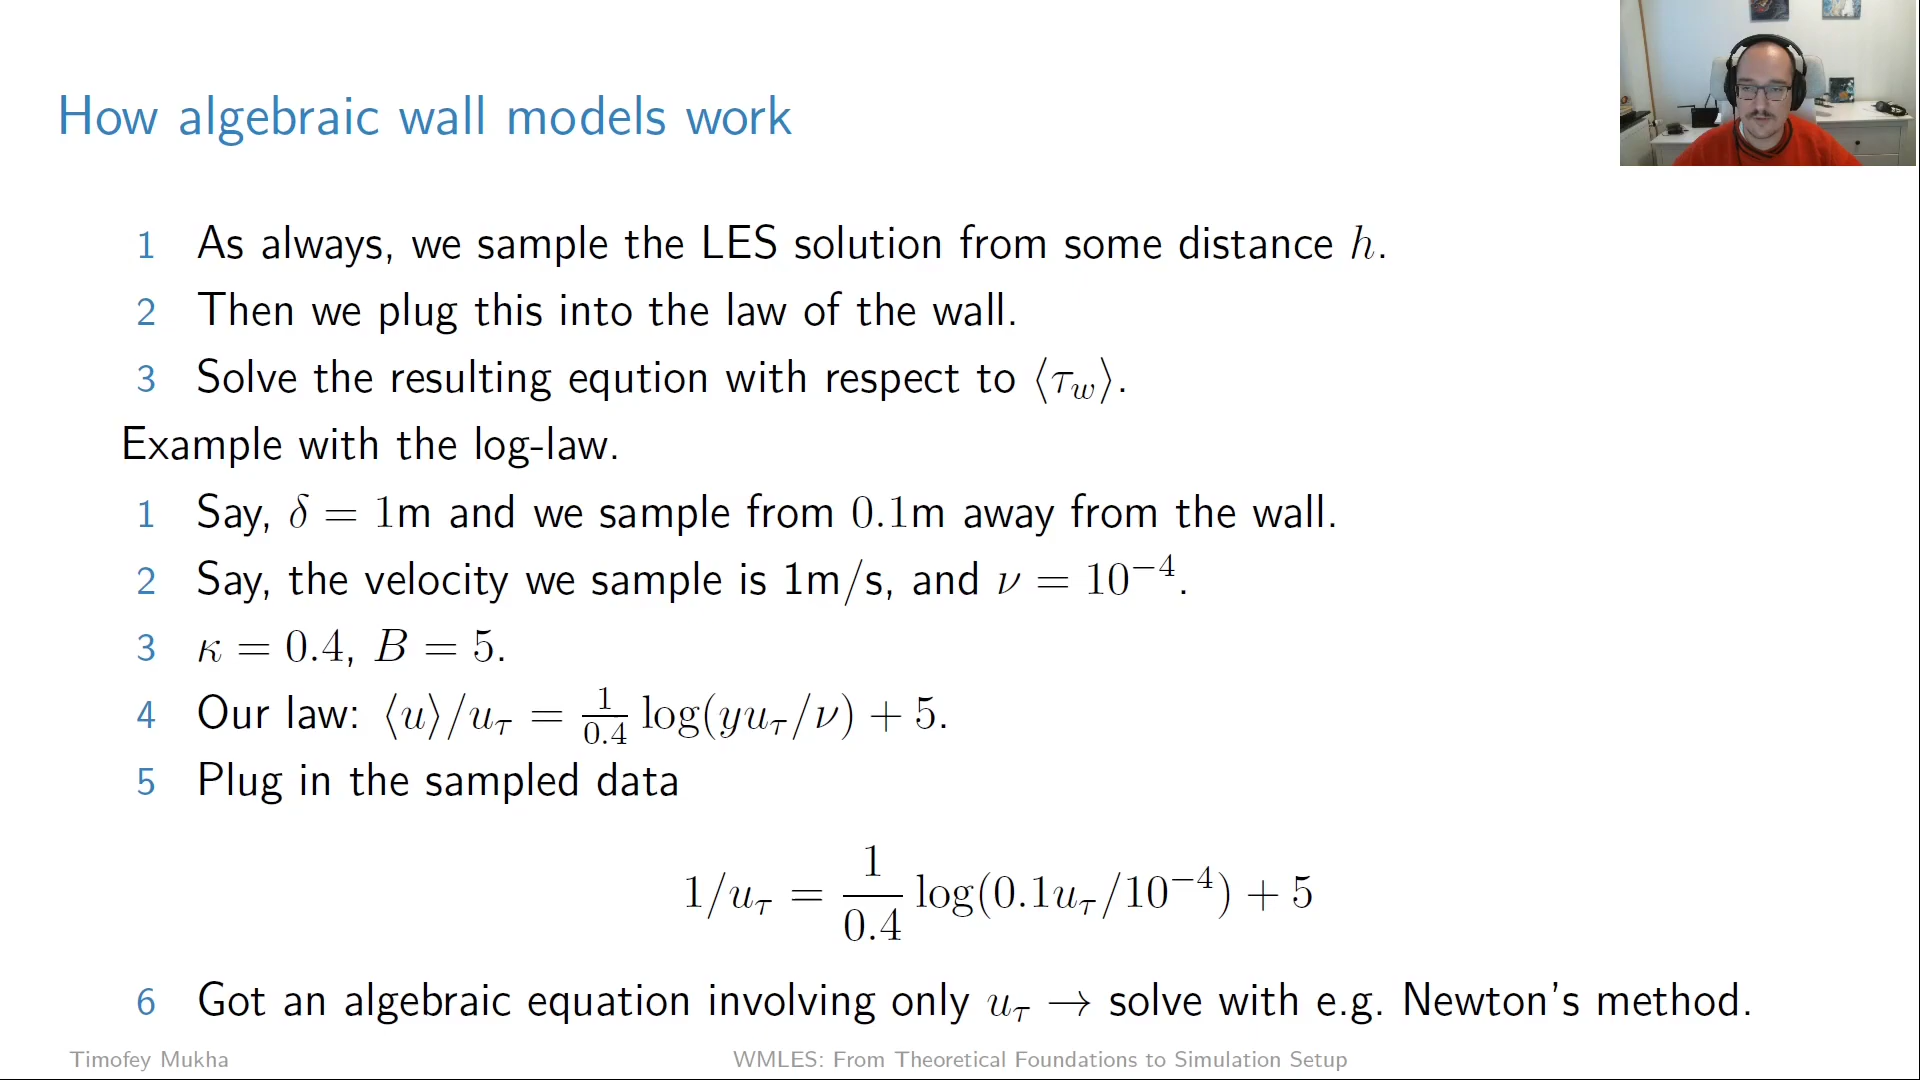 How algebraic wall models work
1 As always, we sample the LES solution from some distance h.
2 Then we plug this into the law of the wall.
3 Solve the resulting eqution with respect to ⟨τ_w⟩.
Example with the log-law.
1 Say, δ = 1m and we sample from 0.1m away from the wall.
2 Say, the velocity we sample is 1m/s, and ν = 10⁻⁴.
3 κ = 0.4, B = 5.
4 Our law: ⟨u⟩/u_τ = 1/0.4 log(yu_τ/ν) + 5.
5 Plug in the sampled data
1/u_τ = 1/0.4 log(0.1u_τ/10⁻⁴) + 5
6 Got an algebraic equation involving only u_τ → solve with e.g. Newton's method.
Timofey Mukha WMLES: From Theoretical Foundations to Simulation Setup